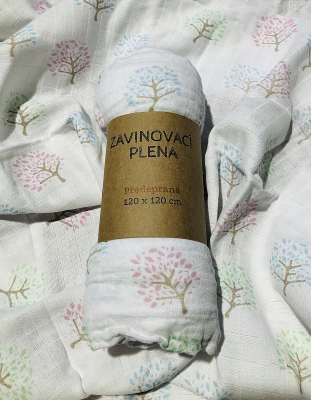 ZAVINOVACÍ
PLENA
Předepraná
120 x 120 cm